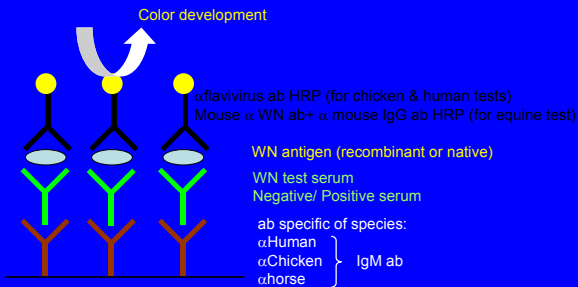 Color development
αflavivirus ab HRP (for chicken & human tests)
Mouse α WN ab+ α mouse IgG ab HRP (for equine test)
WN antigen (recombinant or native)
WN test serum
Negative/ Positive serum
ab specific of species:
αHuman
αChicken IgM ab
αhorse